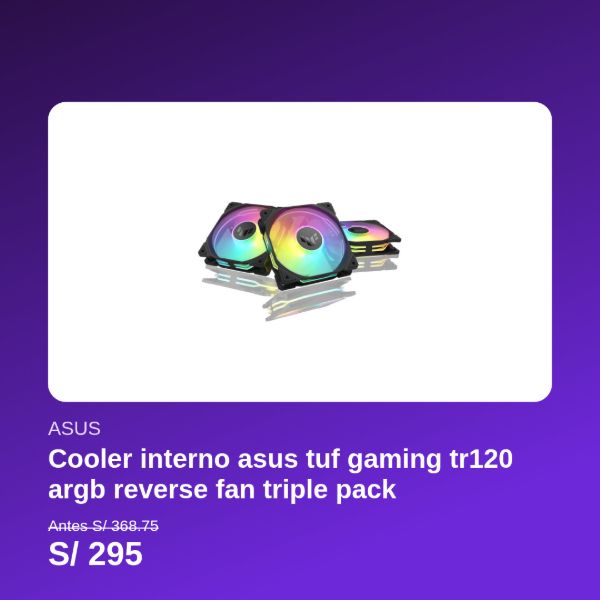 ASUS
Cooler interno asus tuf gaming tr120
argb reverse fan triple pack
Antes S/ 368.75
S/ 295